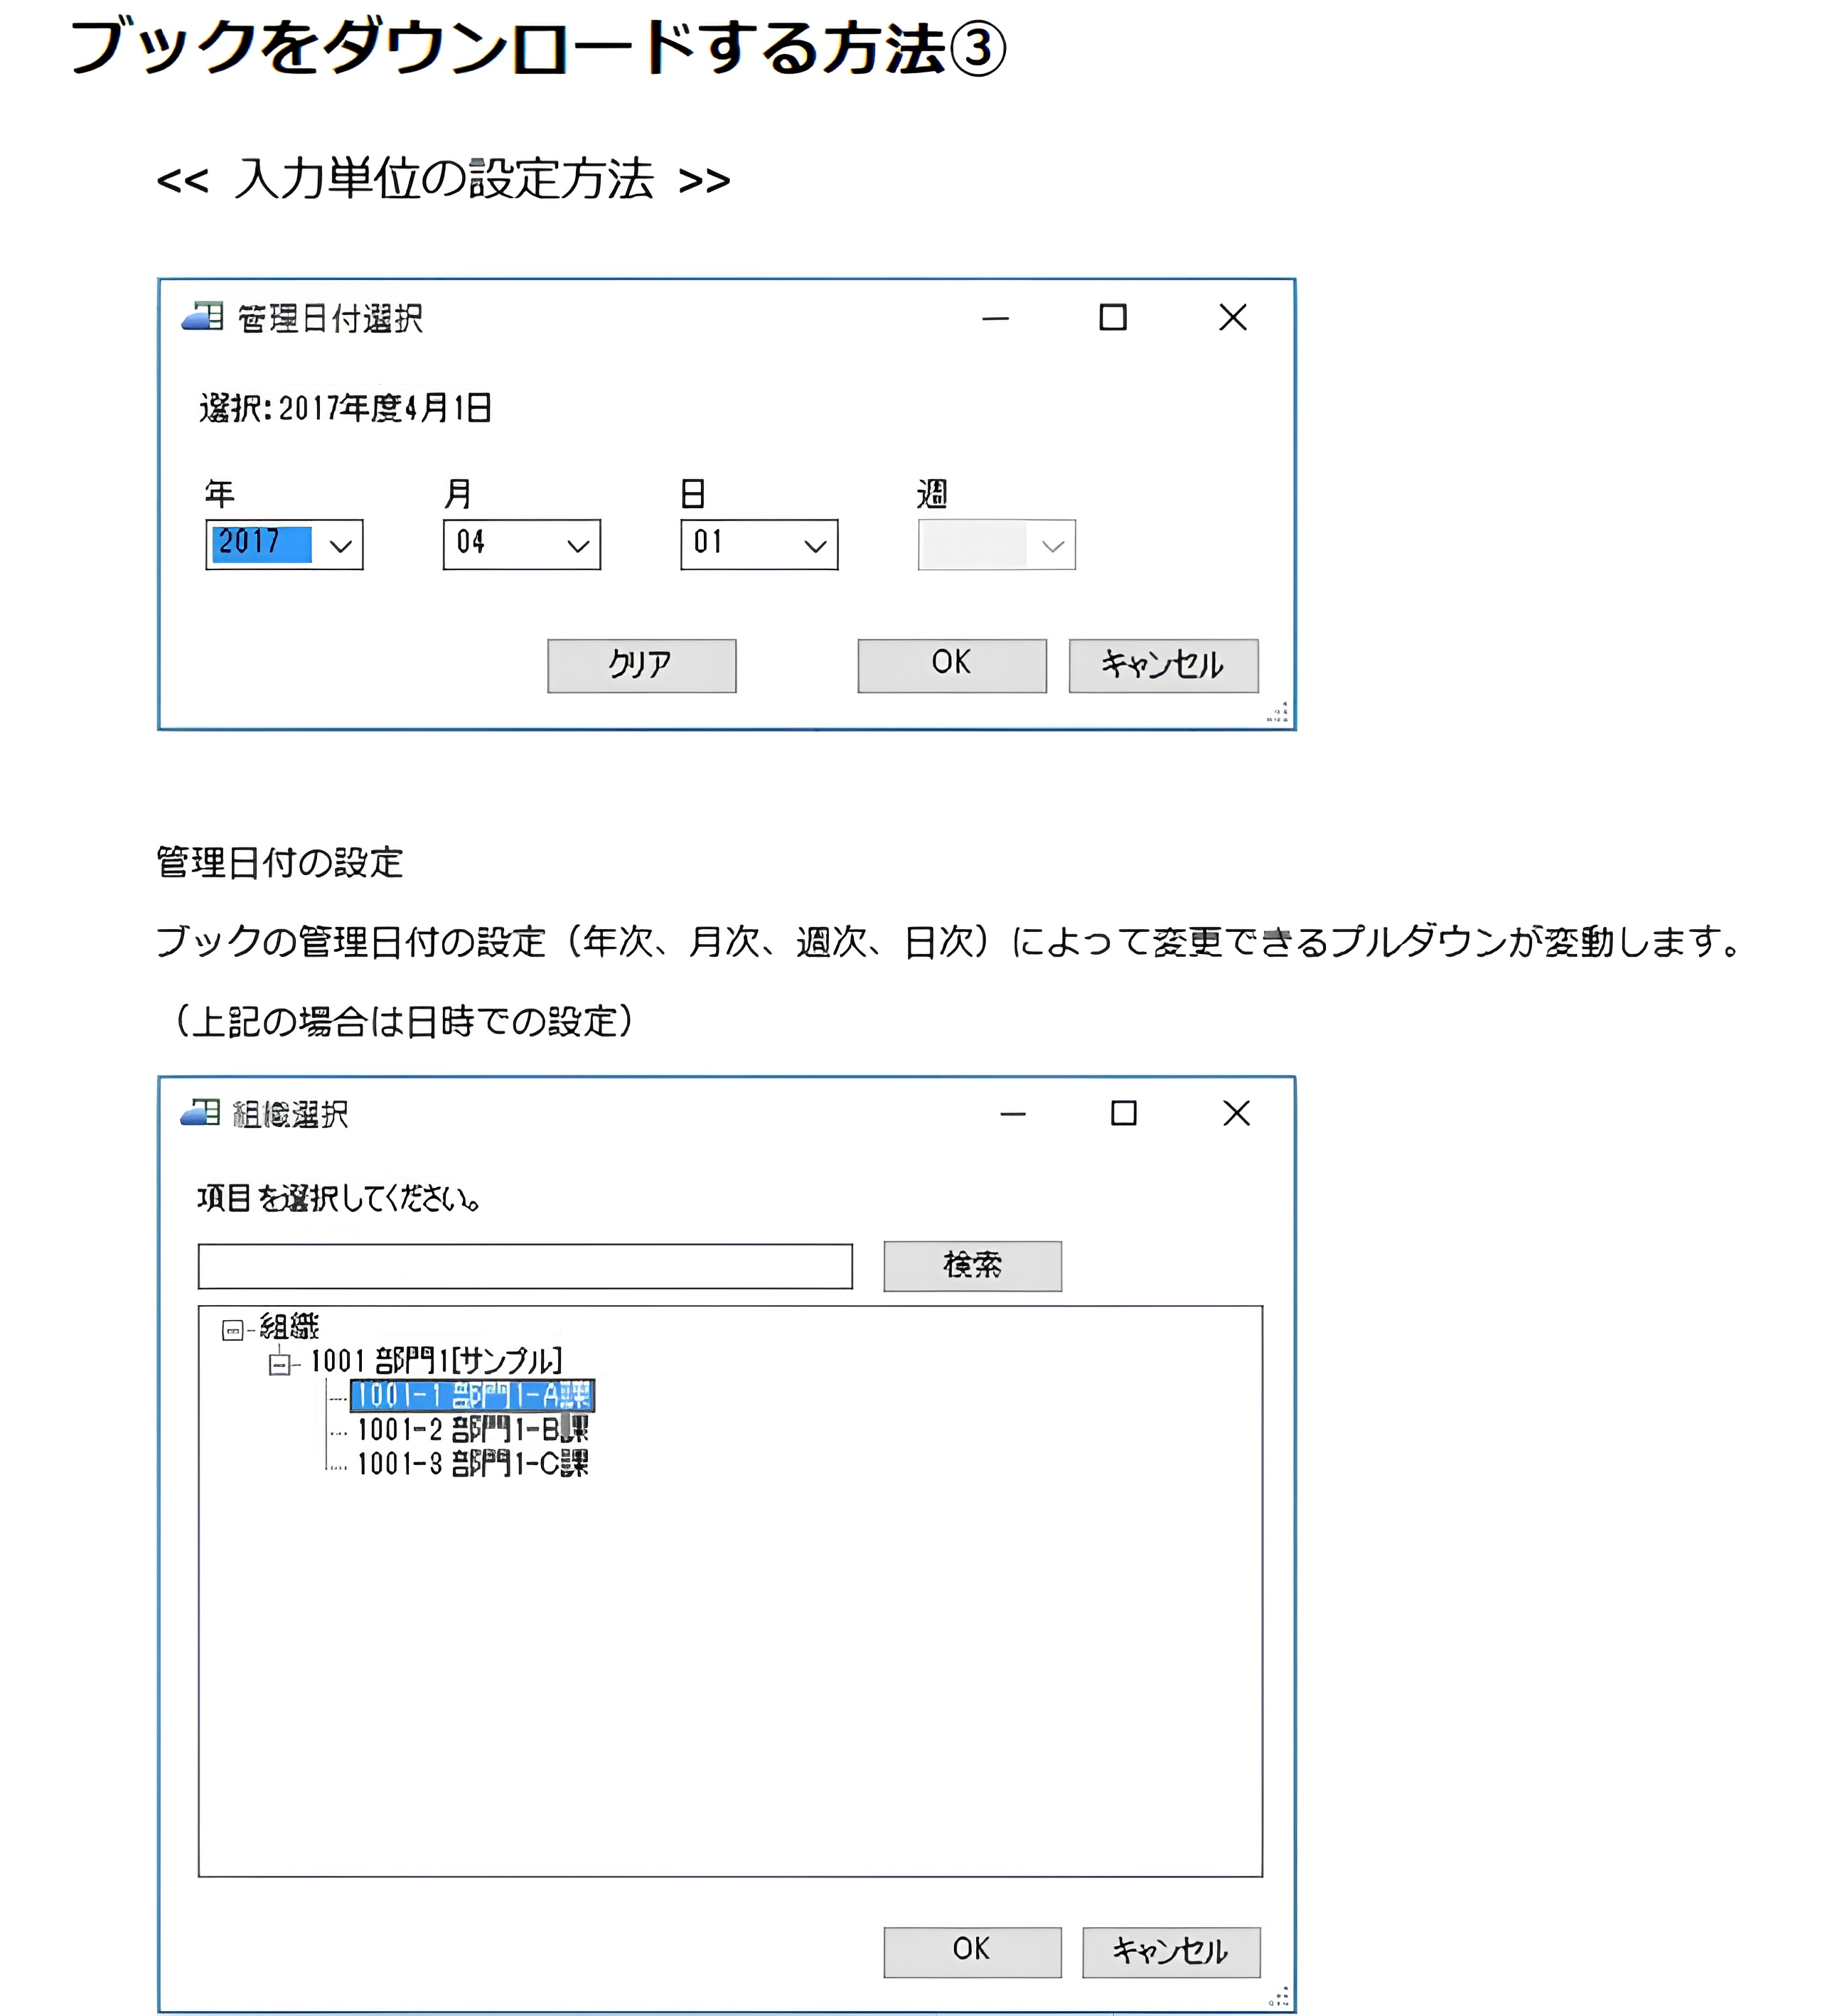 ブックをダウンロードする方法③
<< 入力単位の設定方法 >>
管理日付選択
選択:2017年度4月1日
年 月 日 週
2017 04 01
クリア OK キャンセル
管理日付の設定
ブックの管理日付の設定（年次、月次、週次、日次）によって変更できるプルダウンが変動します。
（上記の場合は日時での設定）
組織選択
項目を選択してください。
検索
組織
1001 部門1[サンプル]
1001-1 部門1-A課
1001-2 部門1-B課
1001-3 部門1-C課
OK キャンセル